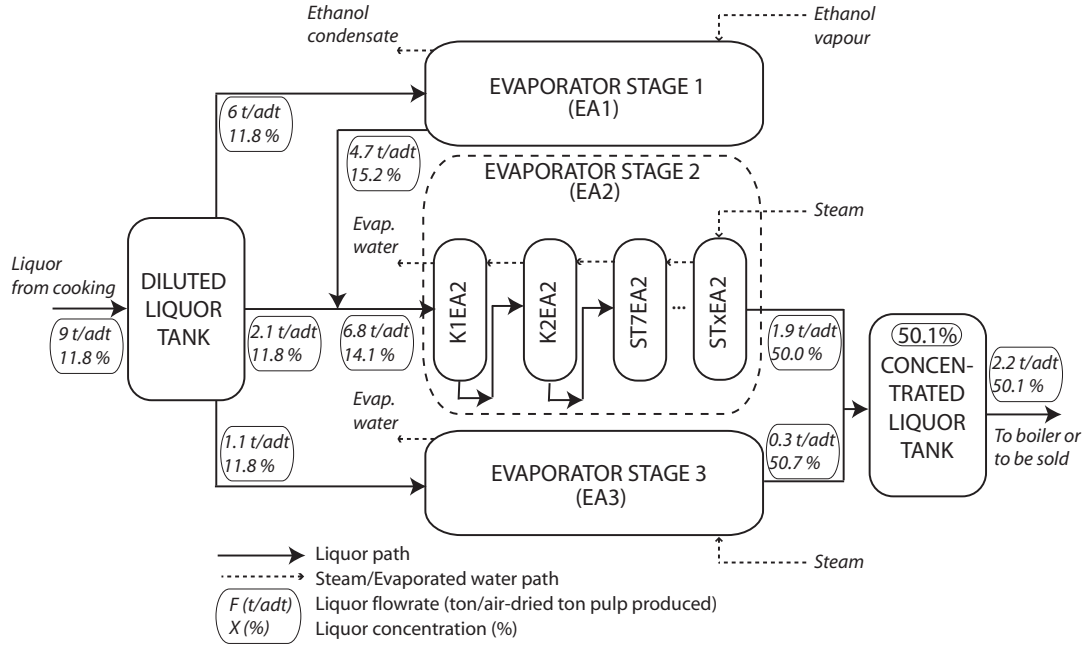 Ethanol
condensate
Ethanol
vapour
EVAPORATOR STAGE 1
(EA1)
6 t/adt
11.8 %
4.7 t/adt
15.2 %
EVAPORATOR STAGE 2
(EA2)
Steam
Evap.
water
Liquor
from cooking
9 t/adt
11.8 %
DILUTED
LIQUOR
TANK
2.1 t/adt
11.8 %
6.8 t/adt
14.1 %
K1EA2
K2EA2
ST7EA2
...
STxEA2
1.9 t/adt
50.0 %
50.1%
CONCEN-
TRATED
LIQUOR
TANK
2.2 t/adt
50.1 %
To boiler or
to be sold
Evap.
water
1.1 t/adt
11.8 %
EVAPORATOR STAGE 3
(EA3)
0.3 t/adt
50.7 %
Steam
Liquor path
Steam/Evaporated water path
F (t/adt) Liquor flowrate (ton/air-dried ton pulp produced)
X (%) Liquor concentration (%)